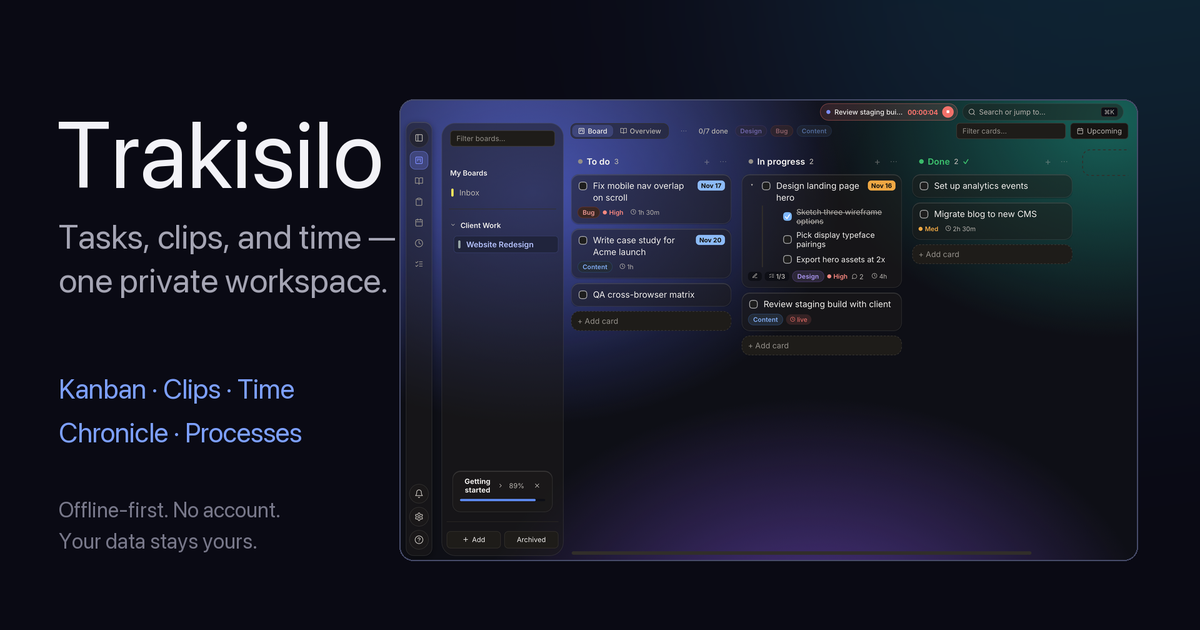 Trakisilo
Tasks, clips, and time —
one private workspace.
Kanban · Clips · Time
Chronicle · Processes
Offline-first. No account.
Your data stays yours.
Review staging bui... 00:00:04
Search or jump to... ⌘K
Filter boards...
My Boards
Inbox
Client Work
Website Redesign
Getting
started
89%
+ Add
Archived
Board
Overview
0/7 done
Design
Bug
Content
Filter cards...
Upcoming
To do 3
Fix mobile nav overlap
on scroll
Nov 17
Bug
High
1h 30m
Write case study for
Acme launch
Nov 20
Content
1h
QA cross-browser matrix
+ Add card
In progress 2
Design landing page
hero
Nov 16
Sketch three wireframe
options
Pick display typeface
pairings
Export hero assets at 2x
1/3
Design
High
2
4h
Review staging build with client
Content
live
+ Add card
Done 2 ✓
Set up analytics events
Migrate blog to new CMS
Med
2h 30m
+ Add card